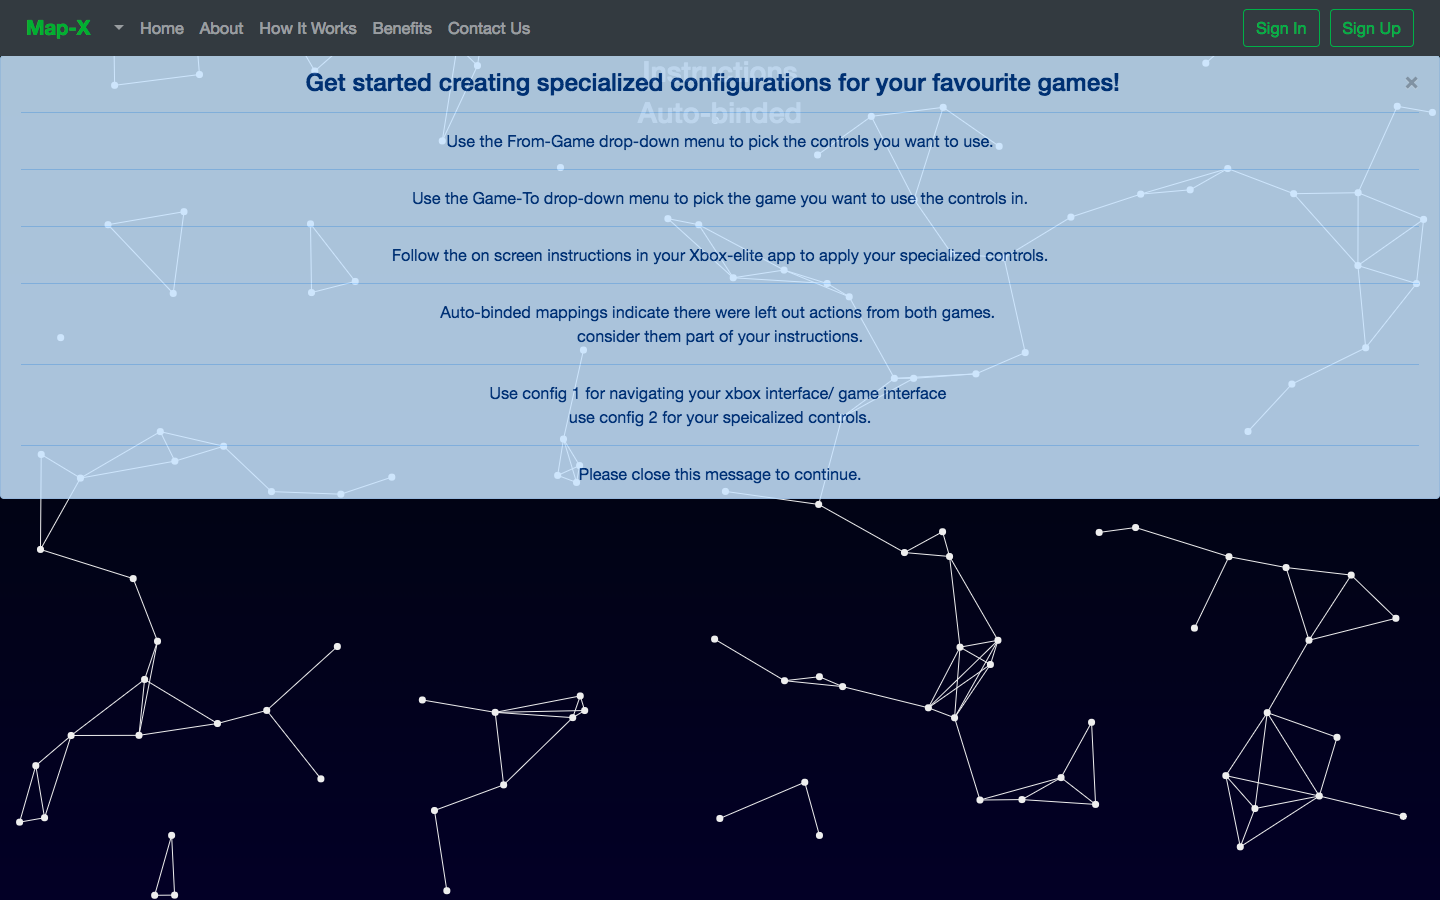 Map-X
Home
About
How It Works
Benefits
Contact Us
Sign In
Sign Up
Instructions
Get started creating specialized configurations for your favourite games!
×
Auto-binded
Use the From-Game drop-down menu to pick the controls you want to use.
Use the Game-To drop-down menu to pick the game you want to use the controls in.
Follow the on screen instructions in your Xbox-elite app to apply your specialized controls.
Auto-binded mappings indicate there were left out actions from both games.
consider them part of your instructions.
Use config 1 for navigating your xbox interface/ game interface
use config 2 for your speicalized controls.
Please close this message to continue.